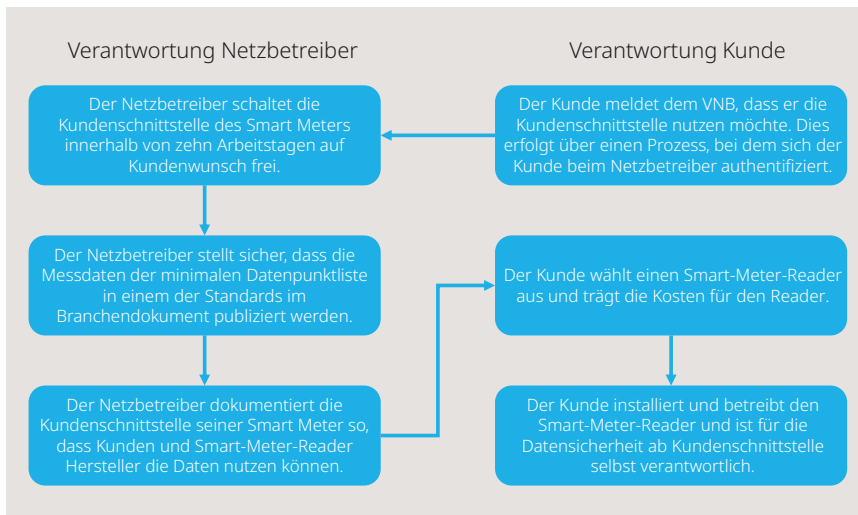 Verantwortung Netzbetreiber
Verantwortung Kunde
Der Kunde meldet dem VNB, dass er die
Kundenschnittstelle nutzen möchte. Dies
erfolgt über einen Prozess, bei dem sich der
Kunde beim Netzbetreiber authentifiziert.
Der Netzbetreiber schaltet die
Kundenschnittstelle des Smart Meters
innerhalb von zehn Arbeitstagen auf
Kundenwunsch frei.
Der Netzbetreiber stellt sicher, dass die
Messdaten der minimalen Datenpunktliste
in einem der Standards im
Branchendokument publiziert werden.
Der Netzbetreiber dokumentiert die
Kundenschnittstelle seiner Smart Meter so,
dass Kunden und Smart-Meter-Reader
Hersteller die Daten nutzen können.
Der Kunde wählt einen Smart-Meter-Reader
aus und trägt die Kosten für den Reader.
Der Kunde installiert und betreibt den
Smart-Meter-Reader und ist für die
Datensicherheit ab Kundenschnittstelle
selbst verantwortlich.